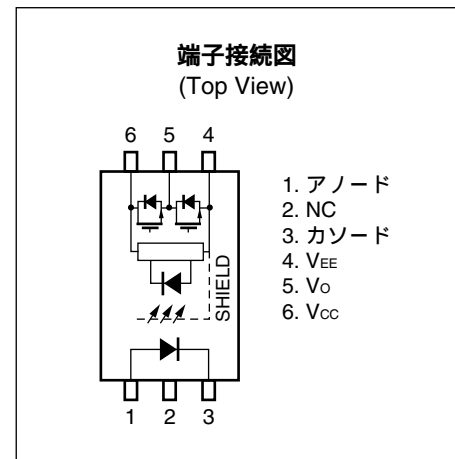 端子接続図
(Top View)
6 5 4
SHIELD
1 2 3
1. アノード
2. NC
3. カソード
4. VEE
5. VO
6. VCC